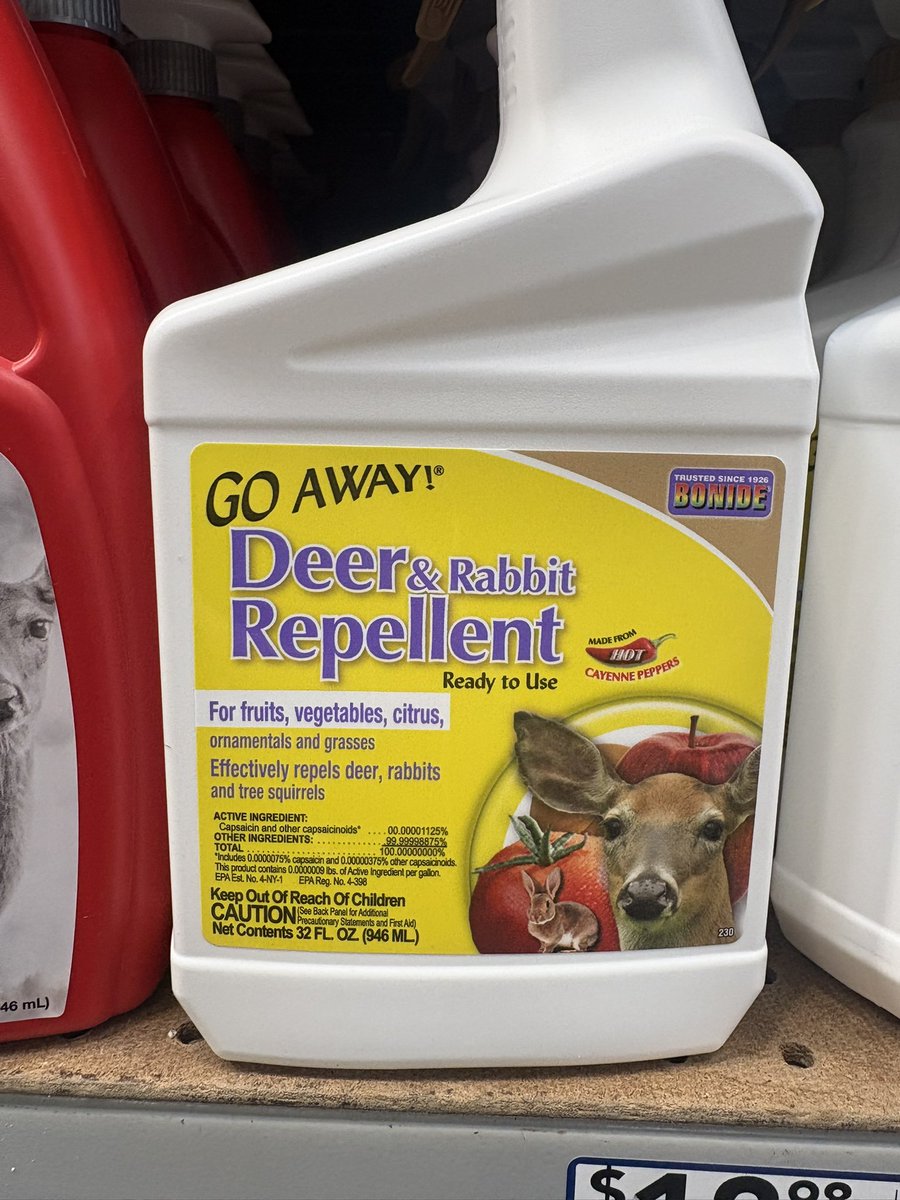 GO AWAY!®
TRUSTED SINCE 1926
BONIDE
Deer & Rabbit
Repellent
Ready to Use
MADE FROM
HOT
CAYENNE PEPPERS
For fruits, vegetables, citrus,
ornamentals and grasses
Effectively repels deer, rabbits
and tree squirrels
ACTIVE INGREDIENT:
Capsaicin and other capsaicinoids* . . . . 00.00001125%
OTHER INGREDIENTS: . . . . . . . . . . . . 99.99998875%
TOTAL . . . . . . . . . . . . . . . . . . . . 100.00000000%
*Includes 0.0000075% capsaicin and 0.00000375% other capsaicinoids.
This product contains 0.0000009 lbs. of Active Ingredient per gallon.
EPA Est. No. 4-NY-1 EPA Reg. No. 4-398
Keep Out Of Reach Of Children
CAUTION (See Back Panel for Additional
Precautionary Statements and First Aid)
Net Contents 32 FL. OZ. (946 ML.)
230
46 mL)